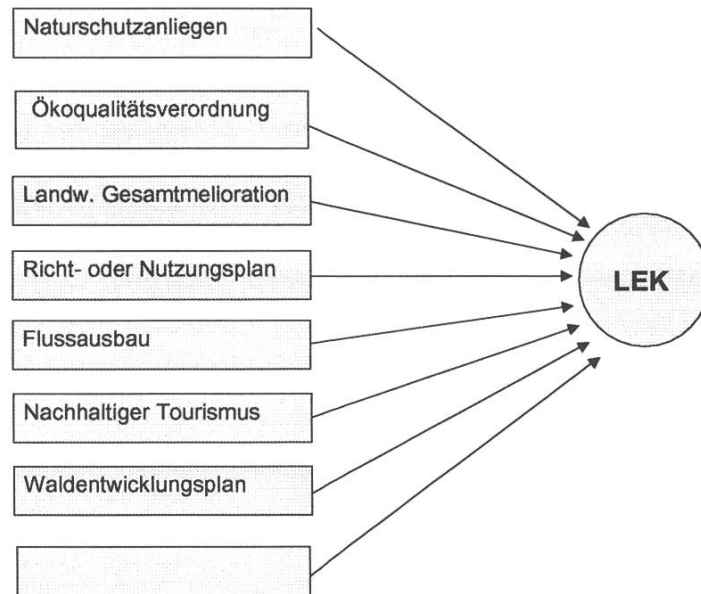 Naturschutzanliegen
Ökoqualitätsverordnung
Landw. Gesamtmelioration
Richt- oder Nutzungsplan
Flussausbau
Nachhaltiger Tourismus
Waldentwicklungsplan
LEK